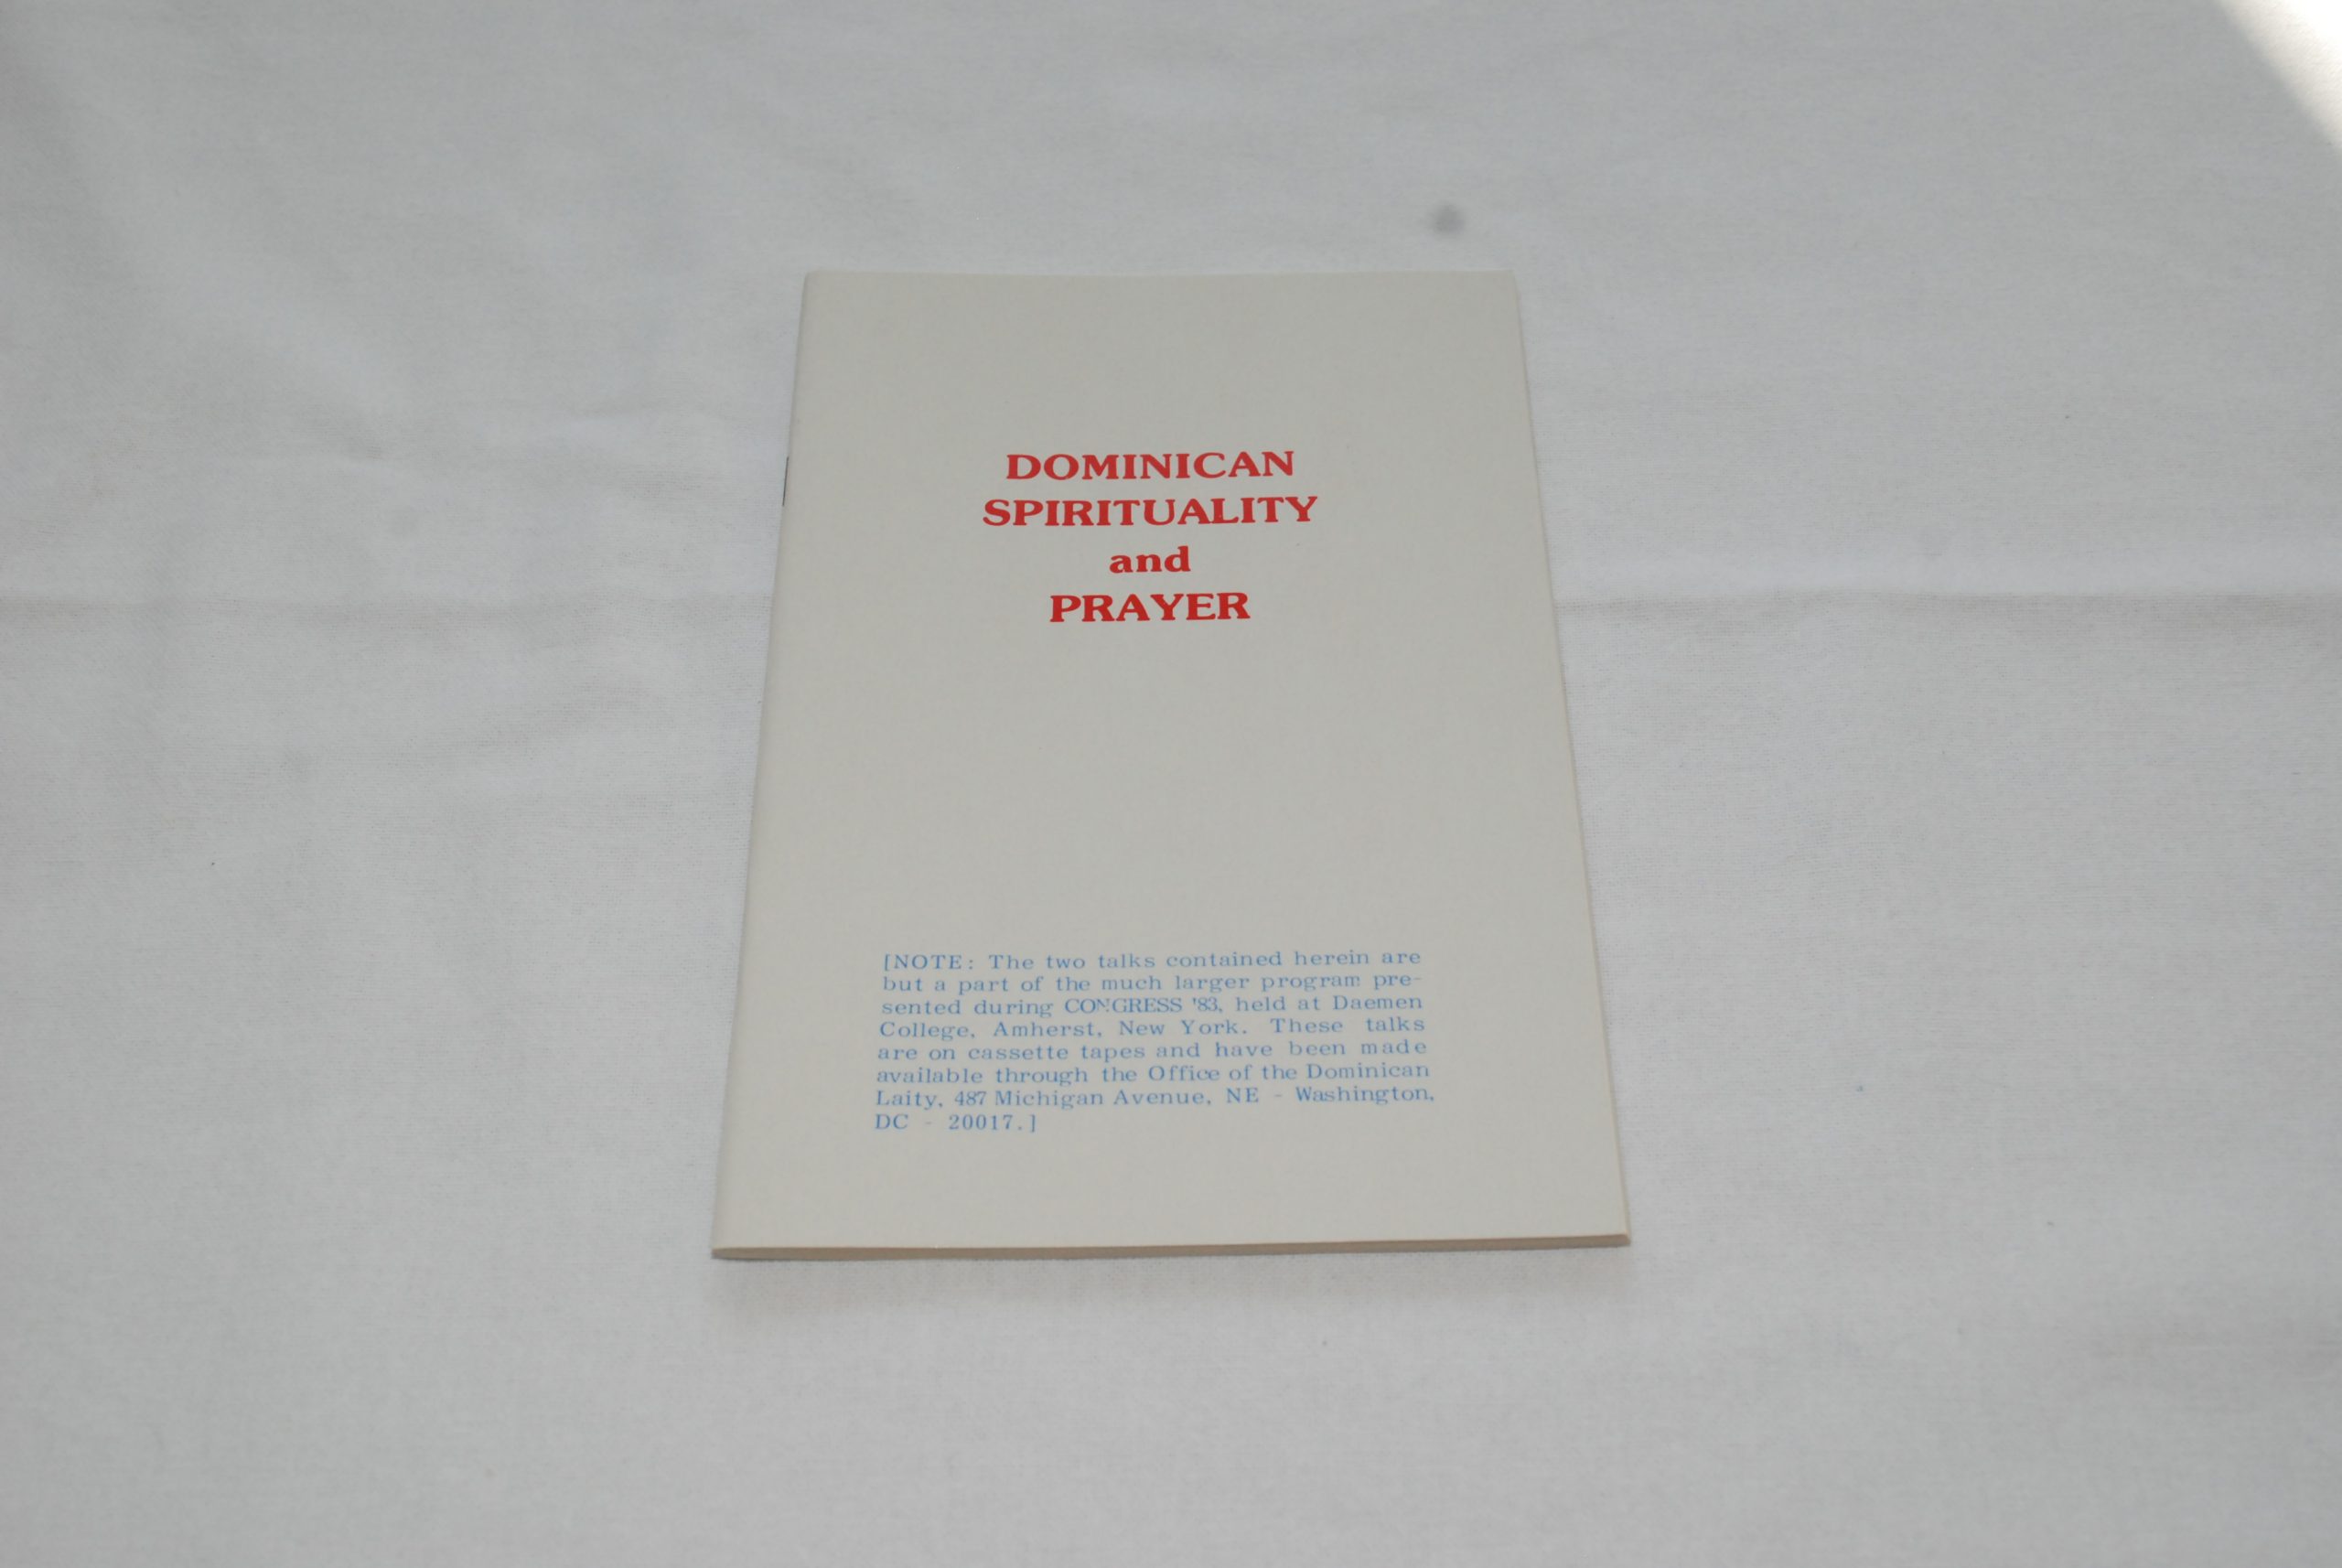 DOMINICAN
SPIRITUALITY
and
PRAYER
[NOTE: The two talks contained herein are
but a part of the much larger program pre-
sented during CONGRESS '83, held at Daemen
College, Amherst, New York. These talks
are on cassette tapes and have been made
available through the Office of the Dominican
Laity, 487 Michigan Avenue, NE - Washington,
DC - 20017.]